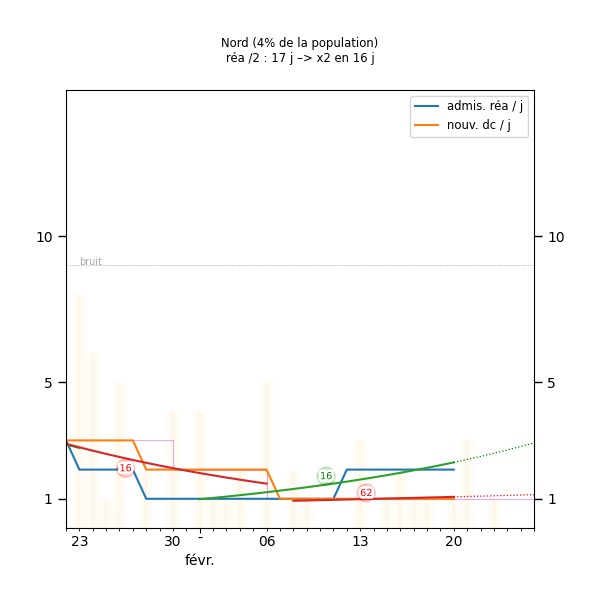 Nord (4% de la population)
réa /2 : 17 j –> x2 en 16 j
admis. réa / j
nouv. dc / j
10
10
bruit
5
5
16
16
62
1
1
23
30
-
06
13
20
févr.